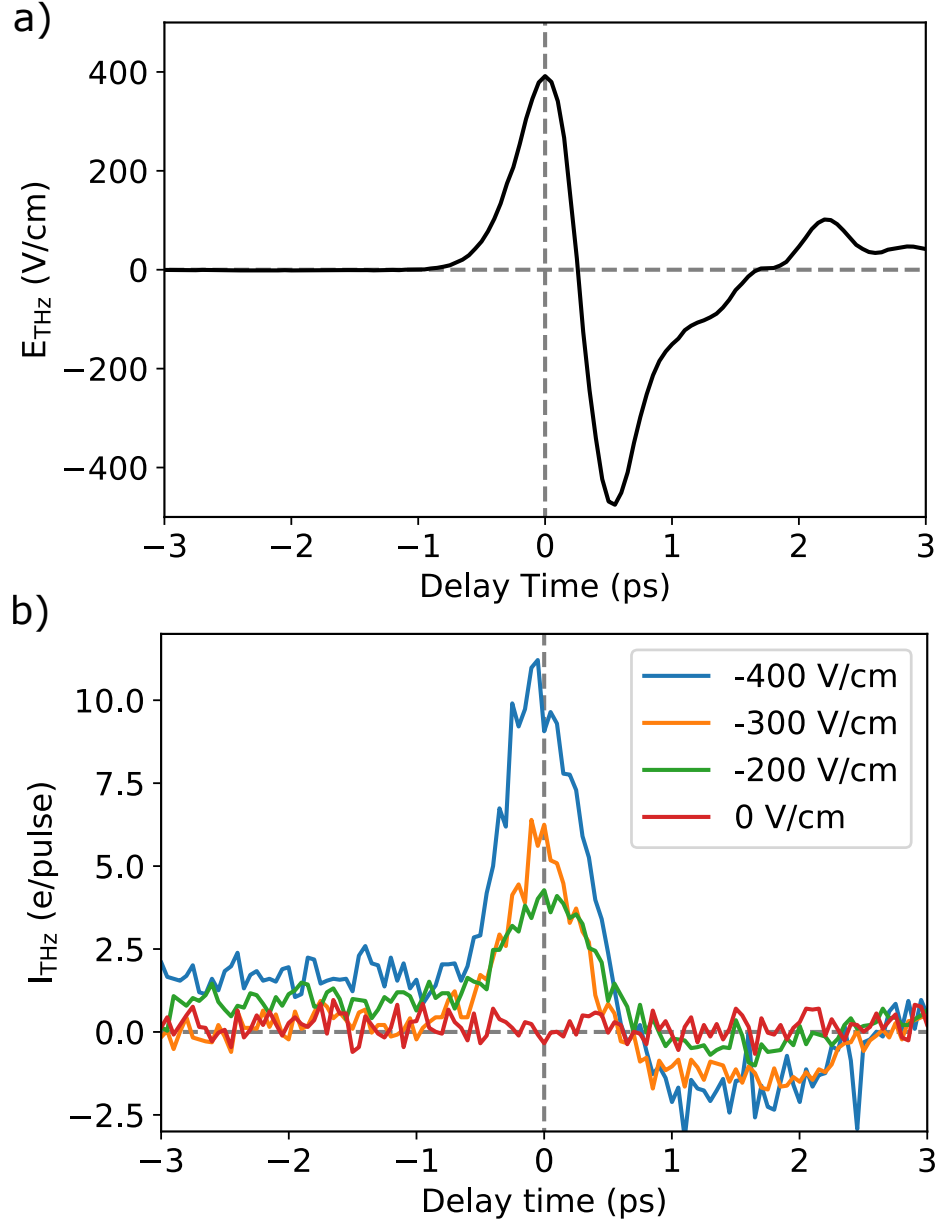 a)
400
200
0
−200
−400
E_THz (V/cm)
−3 −2 −1 0 1 2 3
Delay Time (ps)
b)
10.0
7.5
5.0
2.5
0.0
−2.5
I_THz (e/pulse)
-400 V/cm
-300 V/cm
-200 V/cm
0 V/cm
−3 −2 −1 0 1 2 3
Delay time (ps)